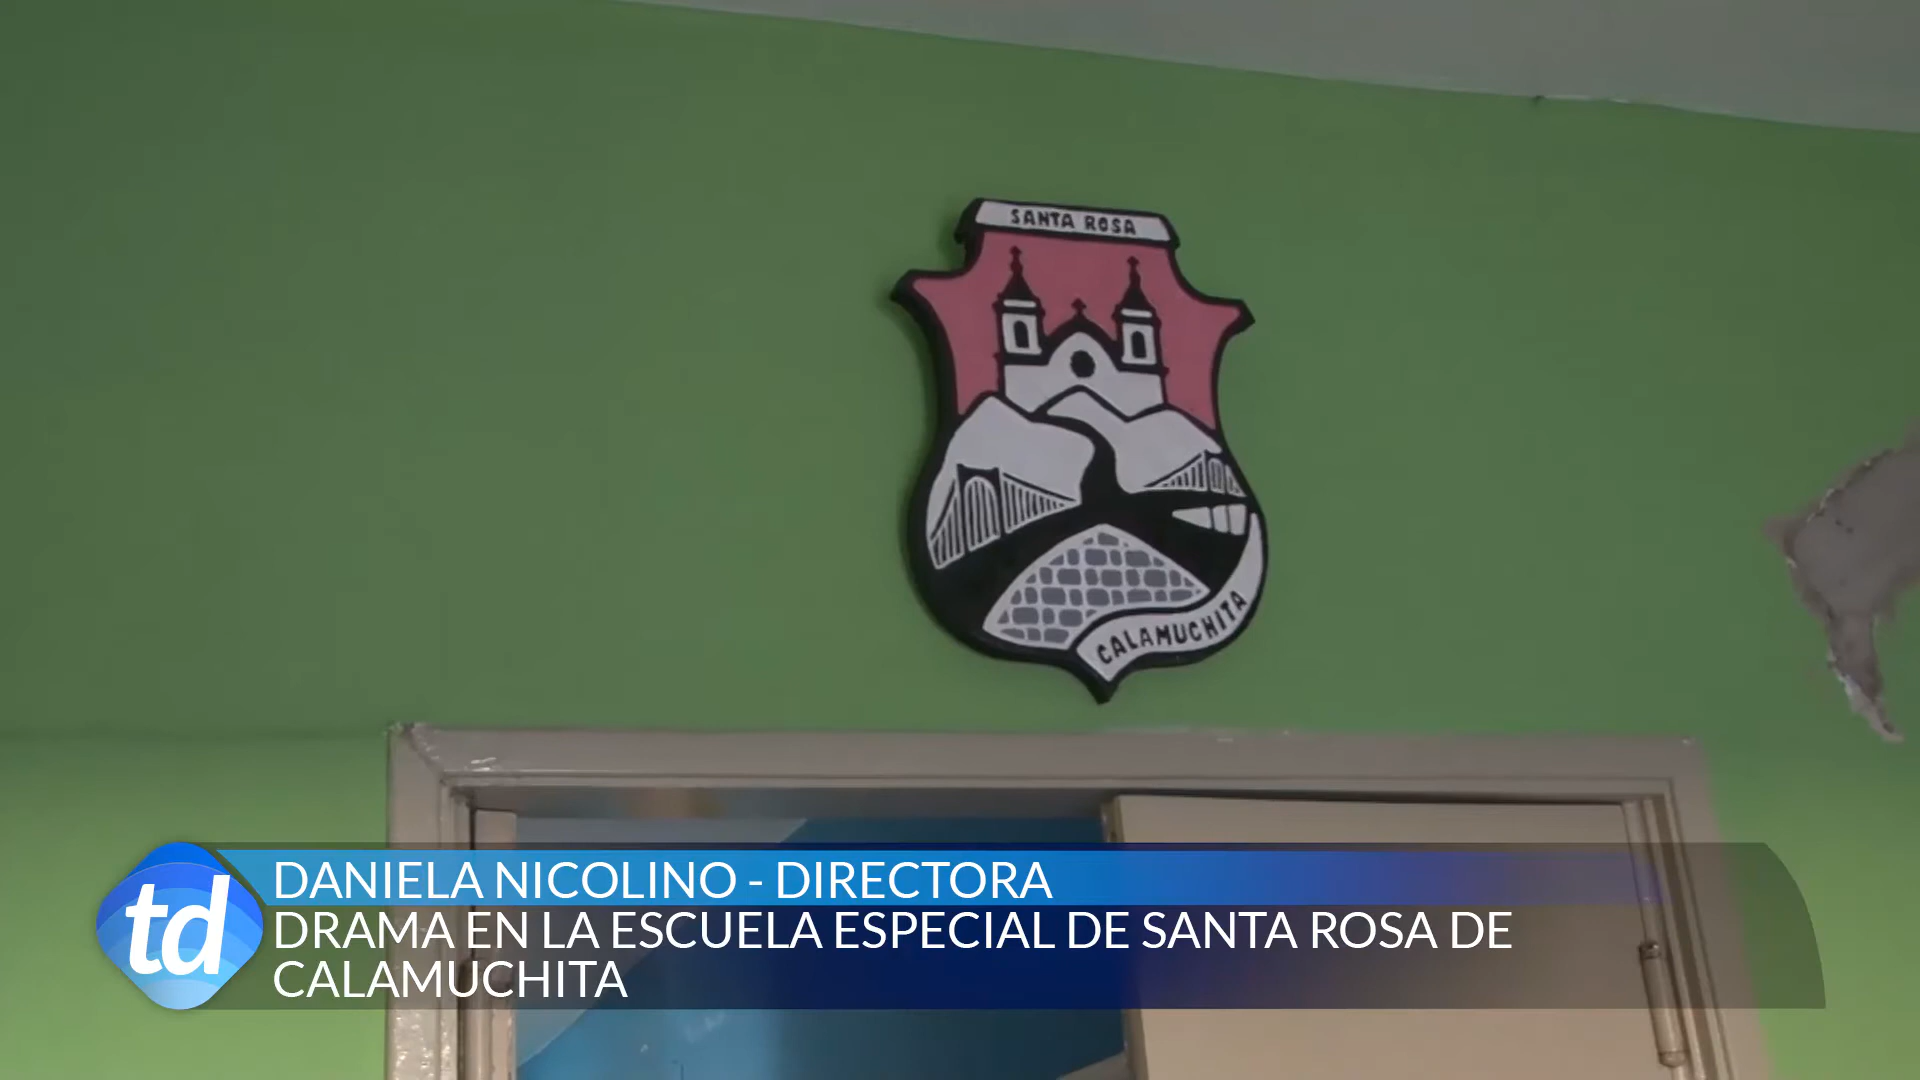 SANTA ROSA
CALAMUCHITA
td
DANIELA NICOLINO - DIRECTORA
DRAMA EN LA ESCUELA ESPECIAL DE SANTA ROSA DE
CALAMUCHITA